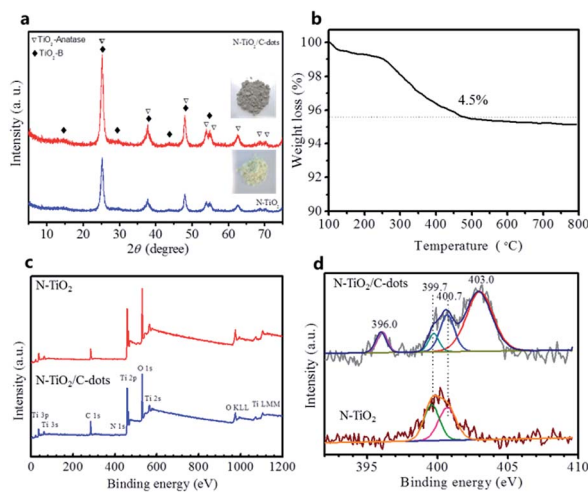 a
▽ TiO2-Anatase
◆ TiO2-B
N-TiO2/C-dots
N-TiO2
Intensity (a. u.)
10 20 30 40 50 60 70
2θ (degree)
b
100
98
96
94
92
90
4.5%
Weight loss (%)
100 200 300 400 500 600 700 800
Temperature (°C)
c
N-TiO2
N-TiO2/C-dots
Ti 3p
Ti 3s
C 1s
N 1s
Ti 2p
O 1s
Ti 2s
O KLL
Ti LMM
Intensity (a.u.)
0 200 400 600 800 1000 1200
Binding energy (eV)
d
N-TiO2/C-dots
396.0
399.7
400.7
403.0
N-TiO2
Intensity (a.u.)
395 400 405 410
Binding energy (eV)